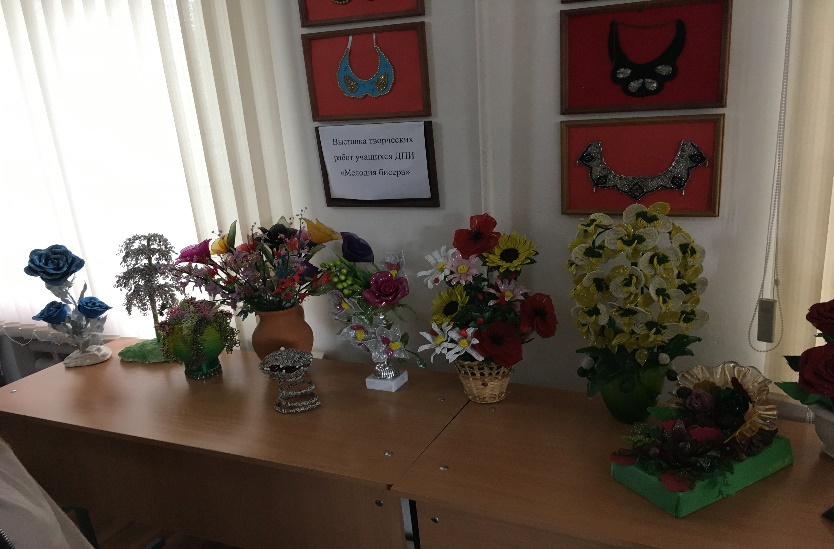 Выставка творческих
работ учащихся ДПИ
«Мелодия бисера»